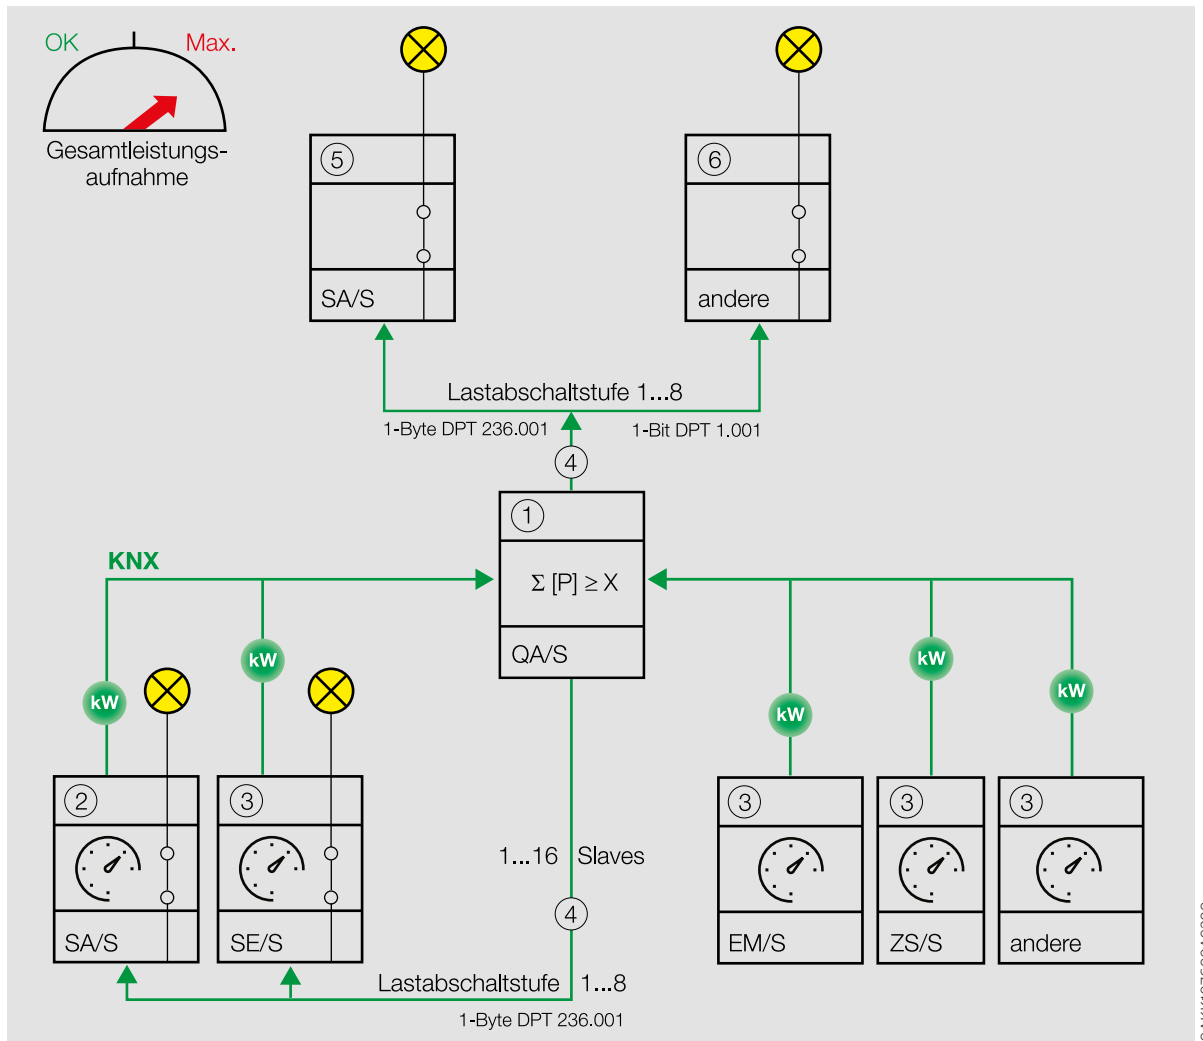 OK
Max.
Gesamtleistungs-
aufnahme
5
6
SA/S
andere
Lastabschaltstufe 1...8
1-Byte DPT 236.001
1-Bit DPT 1.001
4
1
KNX
Σ [P] ≥ X
QA/S
kW
kW
kW
kW
kW
2
3
3
3
3
1...16 Slaves
4
SA/S
SE/S
EM/S
ZS/S
andere
Lastabschaltstufe 1...8
1-Byte DPT 236.001